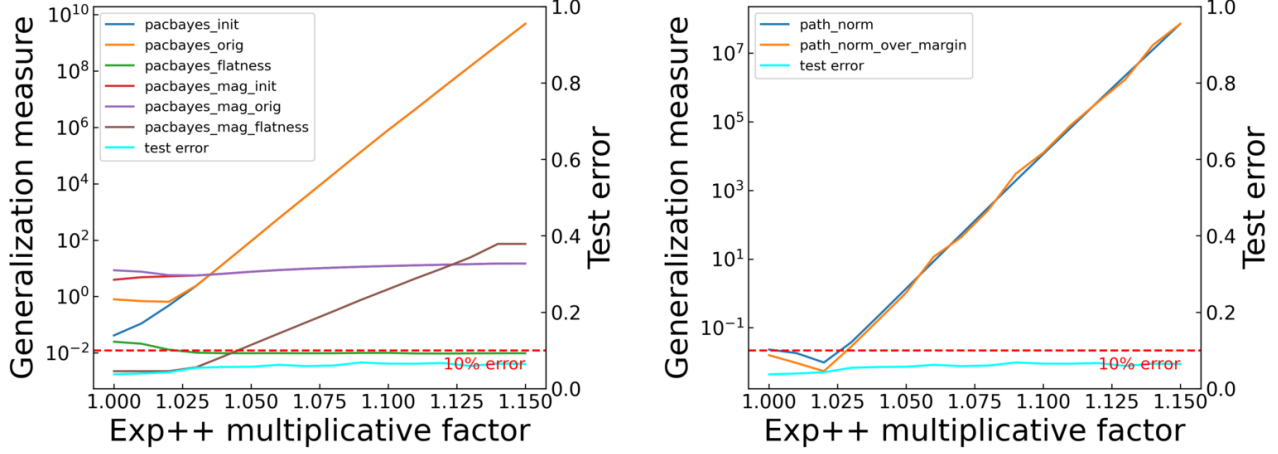 Generalization measure
10^10
10^8
10^6
10^4
10^2
10^0
10^-2
pacbayes_init
pacbayes_orig
pacbayes_flatness
pacbayes_mag_init
pacbayes_mag_orig
pacbayes_mag_flatness
test error
10% error
1.0
0.8
0.6
0.4
0.2
0.0
Test error
1.000 1.025 1.050 1.075 1.100 1.125 1.150
Exp++ multiplicative factor
Generalization measure
10^7
10^5
10^3
10^1
10^-1
path_norm
path_norm_over_margin
test error
10% error
1.0
0.8
0.6
0.4
0.2
0.0
Test error
1.000 1.025 1.050 1.075 1.100 1.125 1.150
Exp++ multiplicative factor